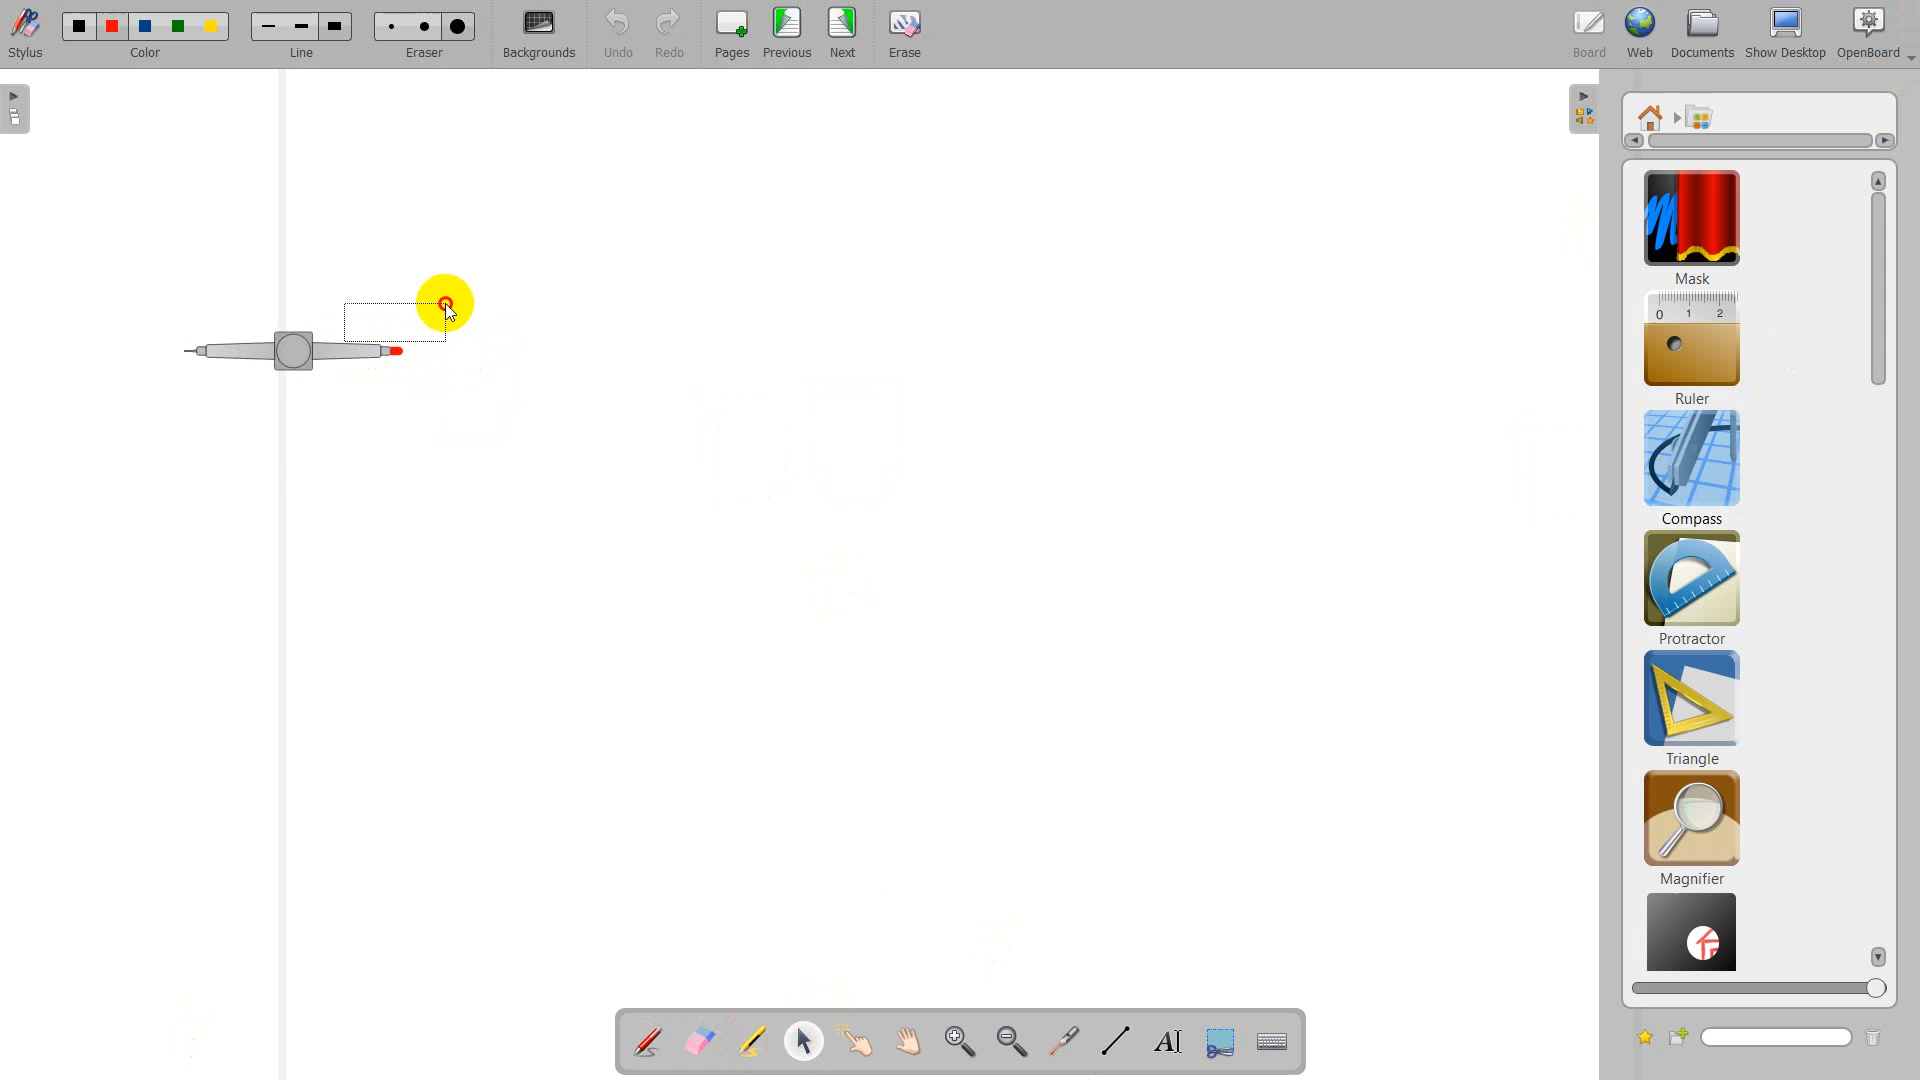 Stylus
Color
Line
Eraser
Backgrounds
Undo
Redo
Pages
Previous
Next
Erase
Board
Web
Documents
Show Desktop
OpenBoard
Mask
0 1 2
Ruler
Compass
Protractor
Triangle
Magnifier
A